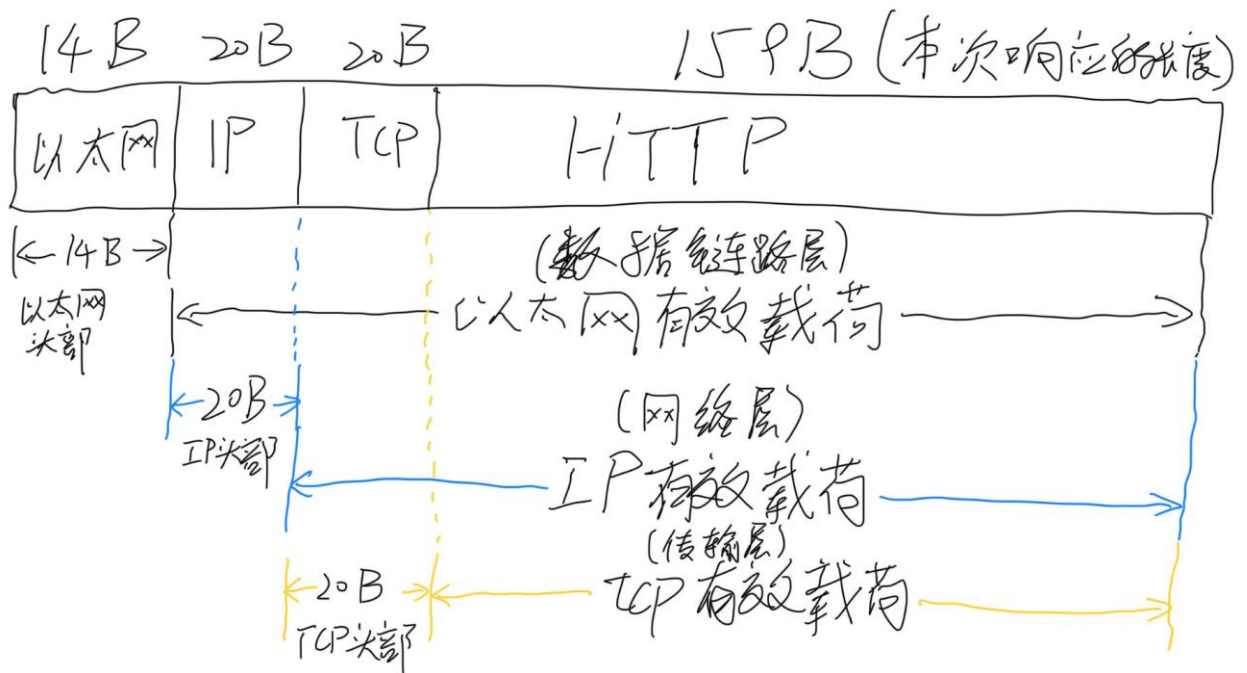 14B 20B 20B 159B (本次响应的长度)
以太网 IP TCP HTTP
14B
以太网
头部
(数据链路层)
以太网有效载荷
20B
IP头部
(网络层)
IP有效载荷
(传输层)
20B
TCP头部
tcp有效载荷